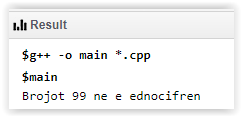 Result
$g++ -o main *.cpp
$main
Brojot 99 ne e ednocifren